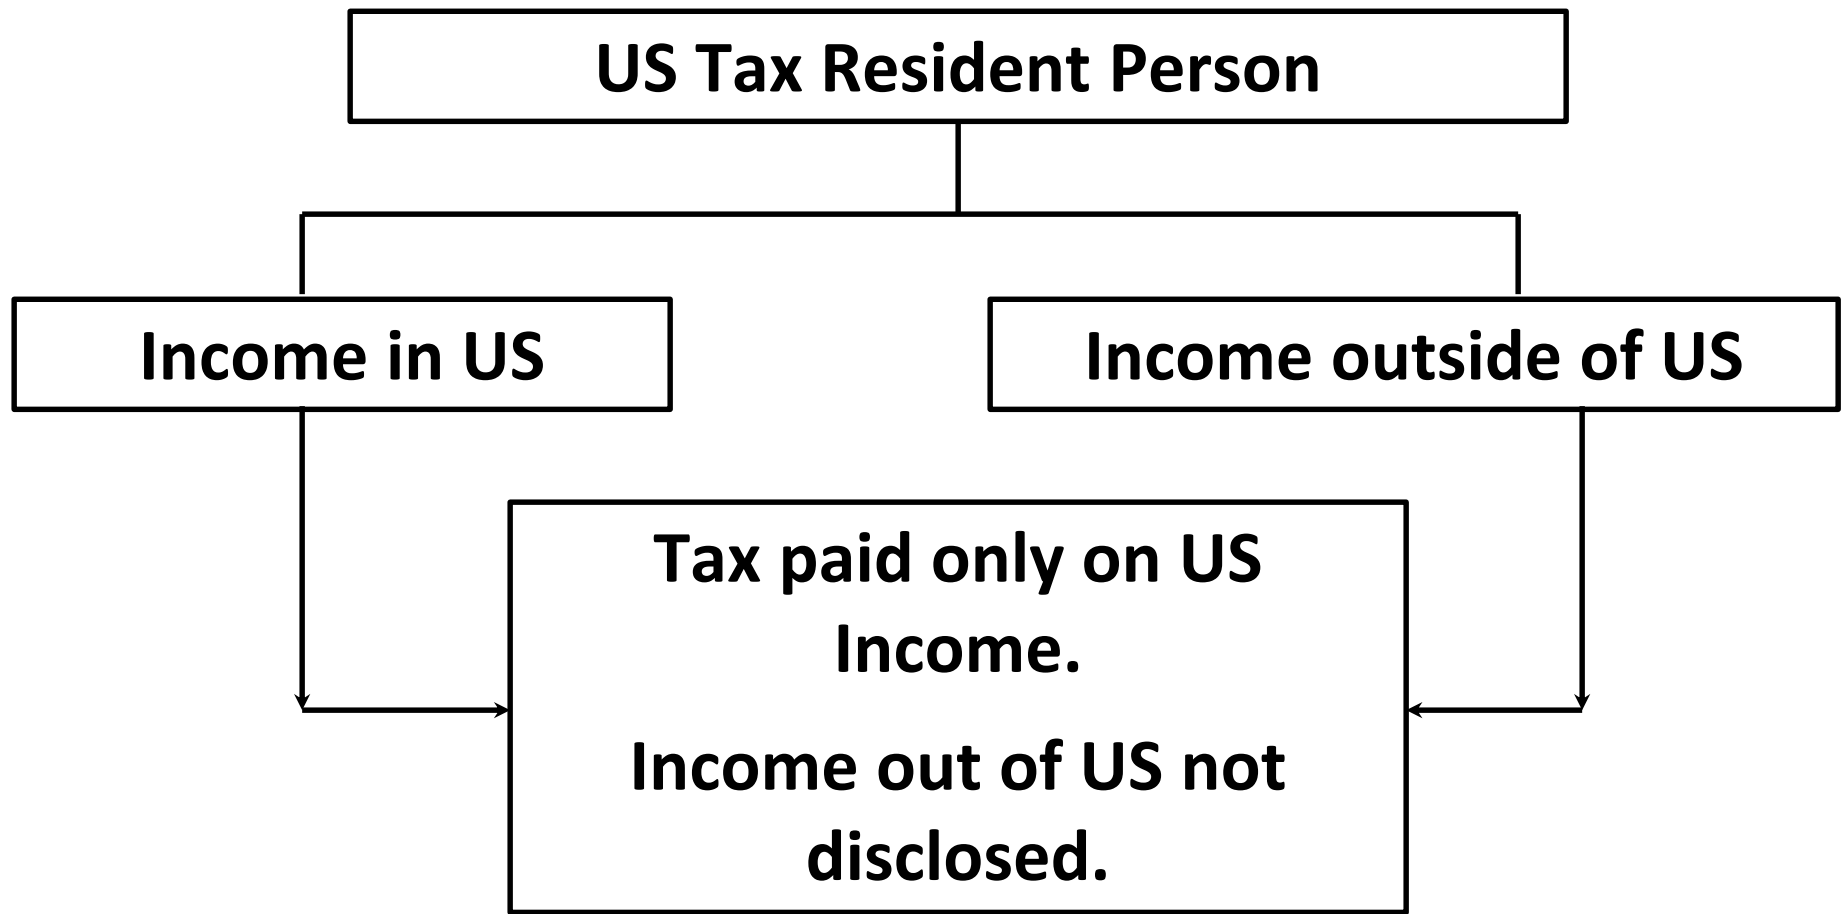 US Tax Resident Person
Income in US
Income outside of US
Tax paid only on US
Income.
Income out of US not
disclosed.